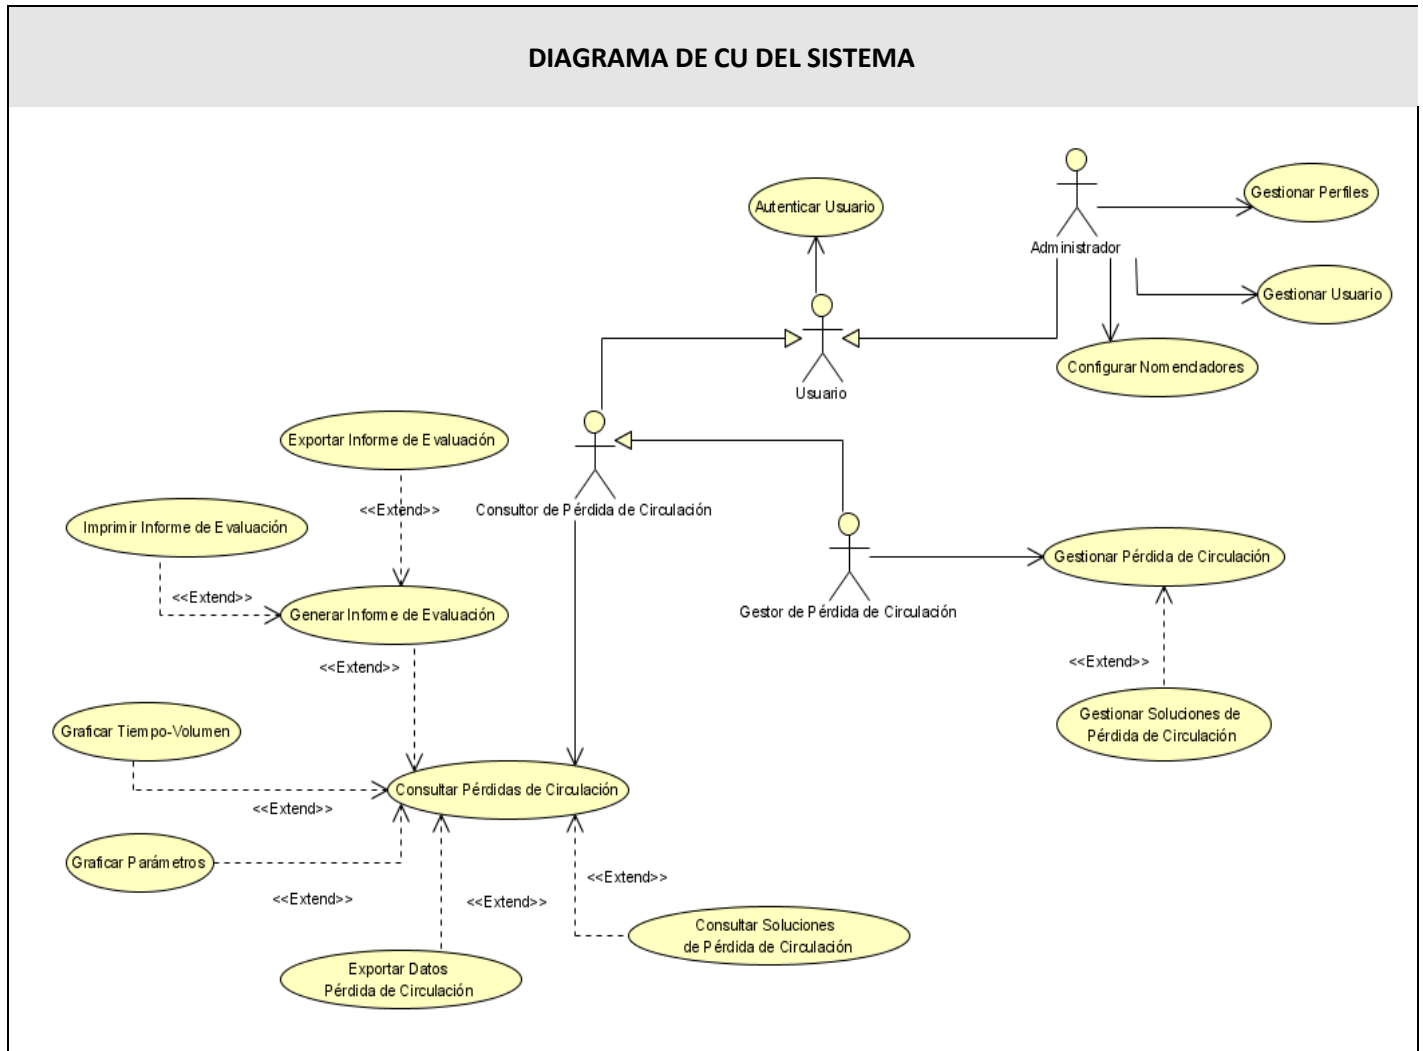 DIAGRAMA DE CU DEL SISTEMA
Autenticar Usuario
Gestionar Perfiles
Administrador
Gestionar Usuario
Configurar Nomencladores
Usuario
Exportar Informe de Evaluación
<<Extend>>
Consultor de Pérdida de Circulación
Imprimir Informe de Evaluación
Gestionar Pérdida de Circulación
<<Extend>>
Generar Informe de Evaluación
Gestor de Pérdida de Circulación
<<Extend>>
<<Extend>>
Gestionar Soluciones de
Pérdida de Circulación
Graficar Tiempo-Volumen
Consultar Pérdidas de Circulación
<<Extend>>
Graficar Parámetros
<<Extend>>
<<Extend>>
<<Extend>>
Consultar Soluciones
de Pérdida de Circulación
Exportar Datos
Pérdida de Circulación